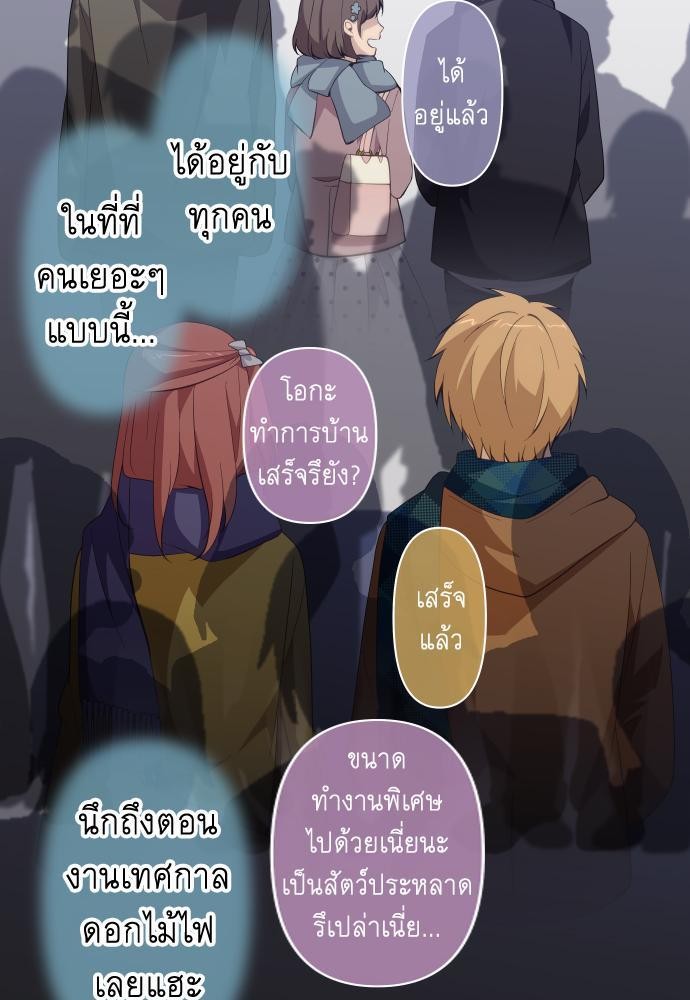 ได้
อยู่แล้ว
ได้อยู่กับ
ทุกคน
ในที่ที่
คนเยอะๆ
แบบนี้...
โอกะ
ทำการบ้าน
เสร็จรึยัง?
เสร็จ
แล้ว
ขนาด
ทำงานพิเศษ
ไปด้วยเนี่ยนะ
เป็นสัตว์ประหลาด
รึเปล่าเนี่ย...
นึกถึงตอน
งานเทศกาล
ดอกไม้ไฟ
เลยแฮะ